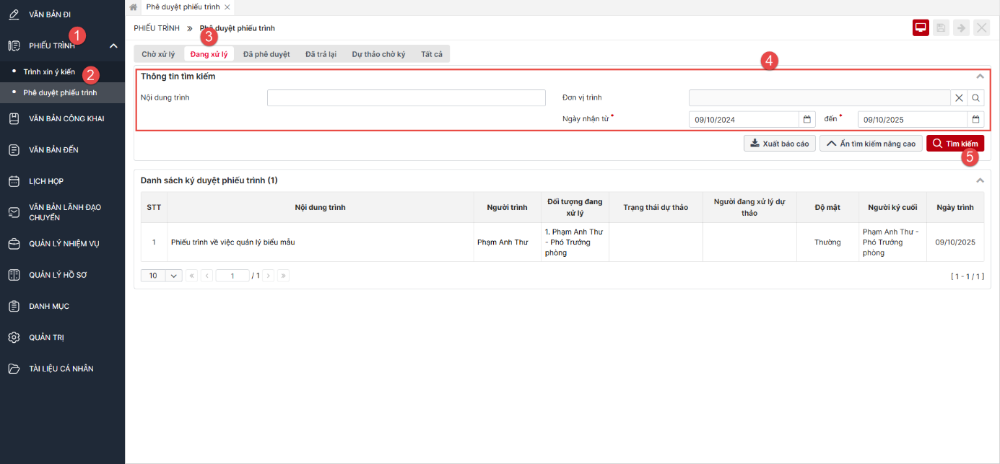 VĂN BẢN ĐI
PHIẾU TRÌNH
1
Trình xin ý kiến
2
Phê duyệt phiếu trình
VĂN BẢN CÔNG KHAI
VĂN BẢN ĐẾN
LỊCH HỌP
VĂN BẢN LÃNH ĐẠO
CHUYỂN
QUẢN LÝ NHIỆM VỤ
QUẢN LÝ HỒ SƠ
DANH MỤC
QUẢN TRỊ
TÀI LIỆU CÁ NHÂN
Phê duyệt phiếu trình
PHIẾU TRÌNH » Phê duyệt phiếu trình
3
Chờ xử lý Đang xử lý Đã phê duyệt Đã trả lại Dự thảo chờ ký Tất cả
4
Thông tin tìm kiếm
Nội dung trình Đơn vị trình
Ngày nhận từ * 09/10/2024 đến * 09/10/2025
Xuất báo cáo Ẩn tìm kiếm nâng cao Tìm kiếm
5
Danh sách ký duyệt phiếu trình (1)
STT Nội dung trình Người trình Đối tượng đang xử lý Trạng thái dự thảo Người đang xử lý dự thảo Độ mật Người ký cuối Ngày trình
1 Phiếu trình về việc quản lý biểu mẫu Phạm Anh Thư 1. Phạm Anh Thư - Phó Trưởng phòng Thường Phạm Anh Thư - Phó Trưởng phòng 09/10/2025
10 « ‹ 1 / 1 › » [ 1 - 1 / 1 ]